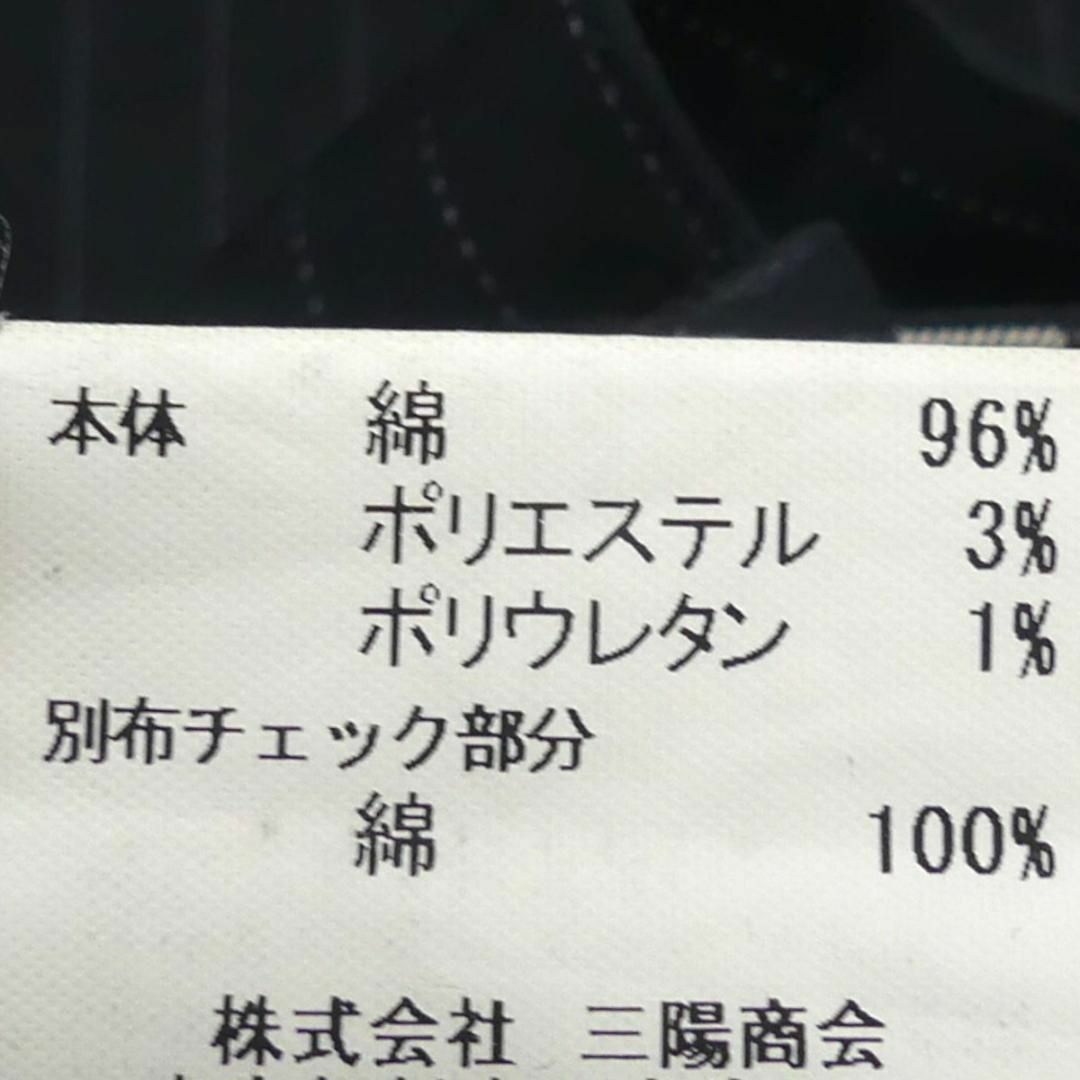 本体 綿 96%
ポリエステル 3%
ポリウレタン 1%
別布チェック部分
綿 100%
株式会社 三陽商会